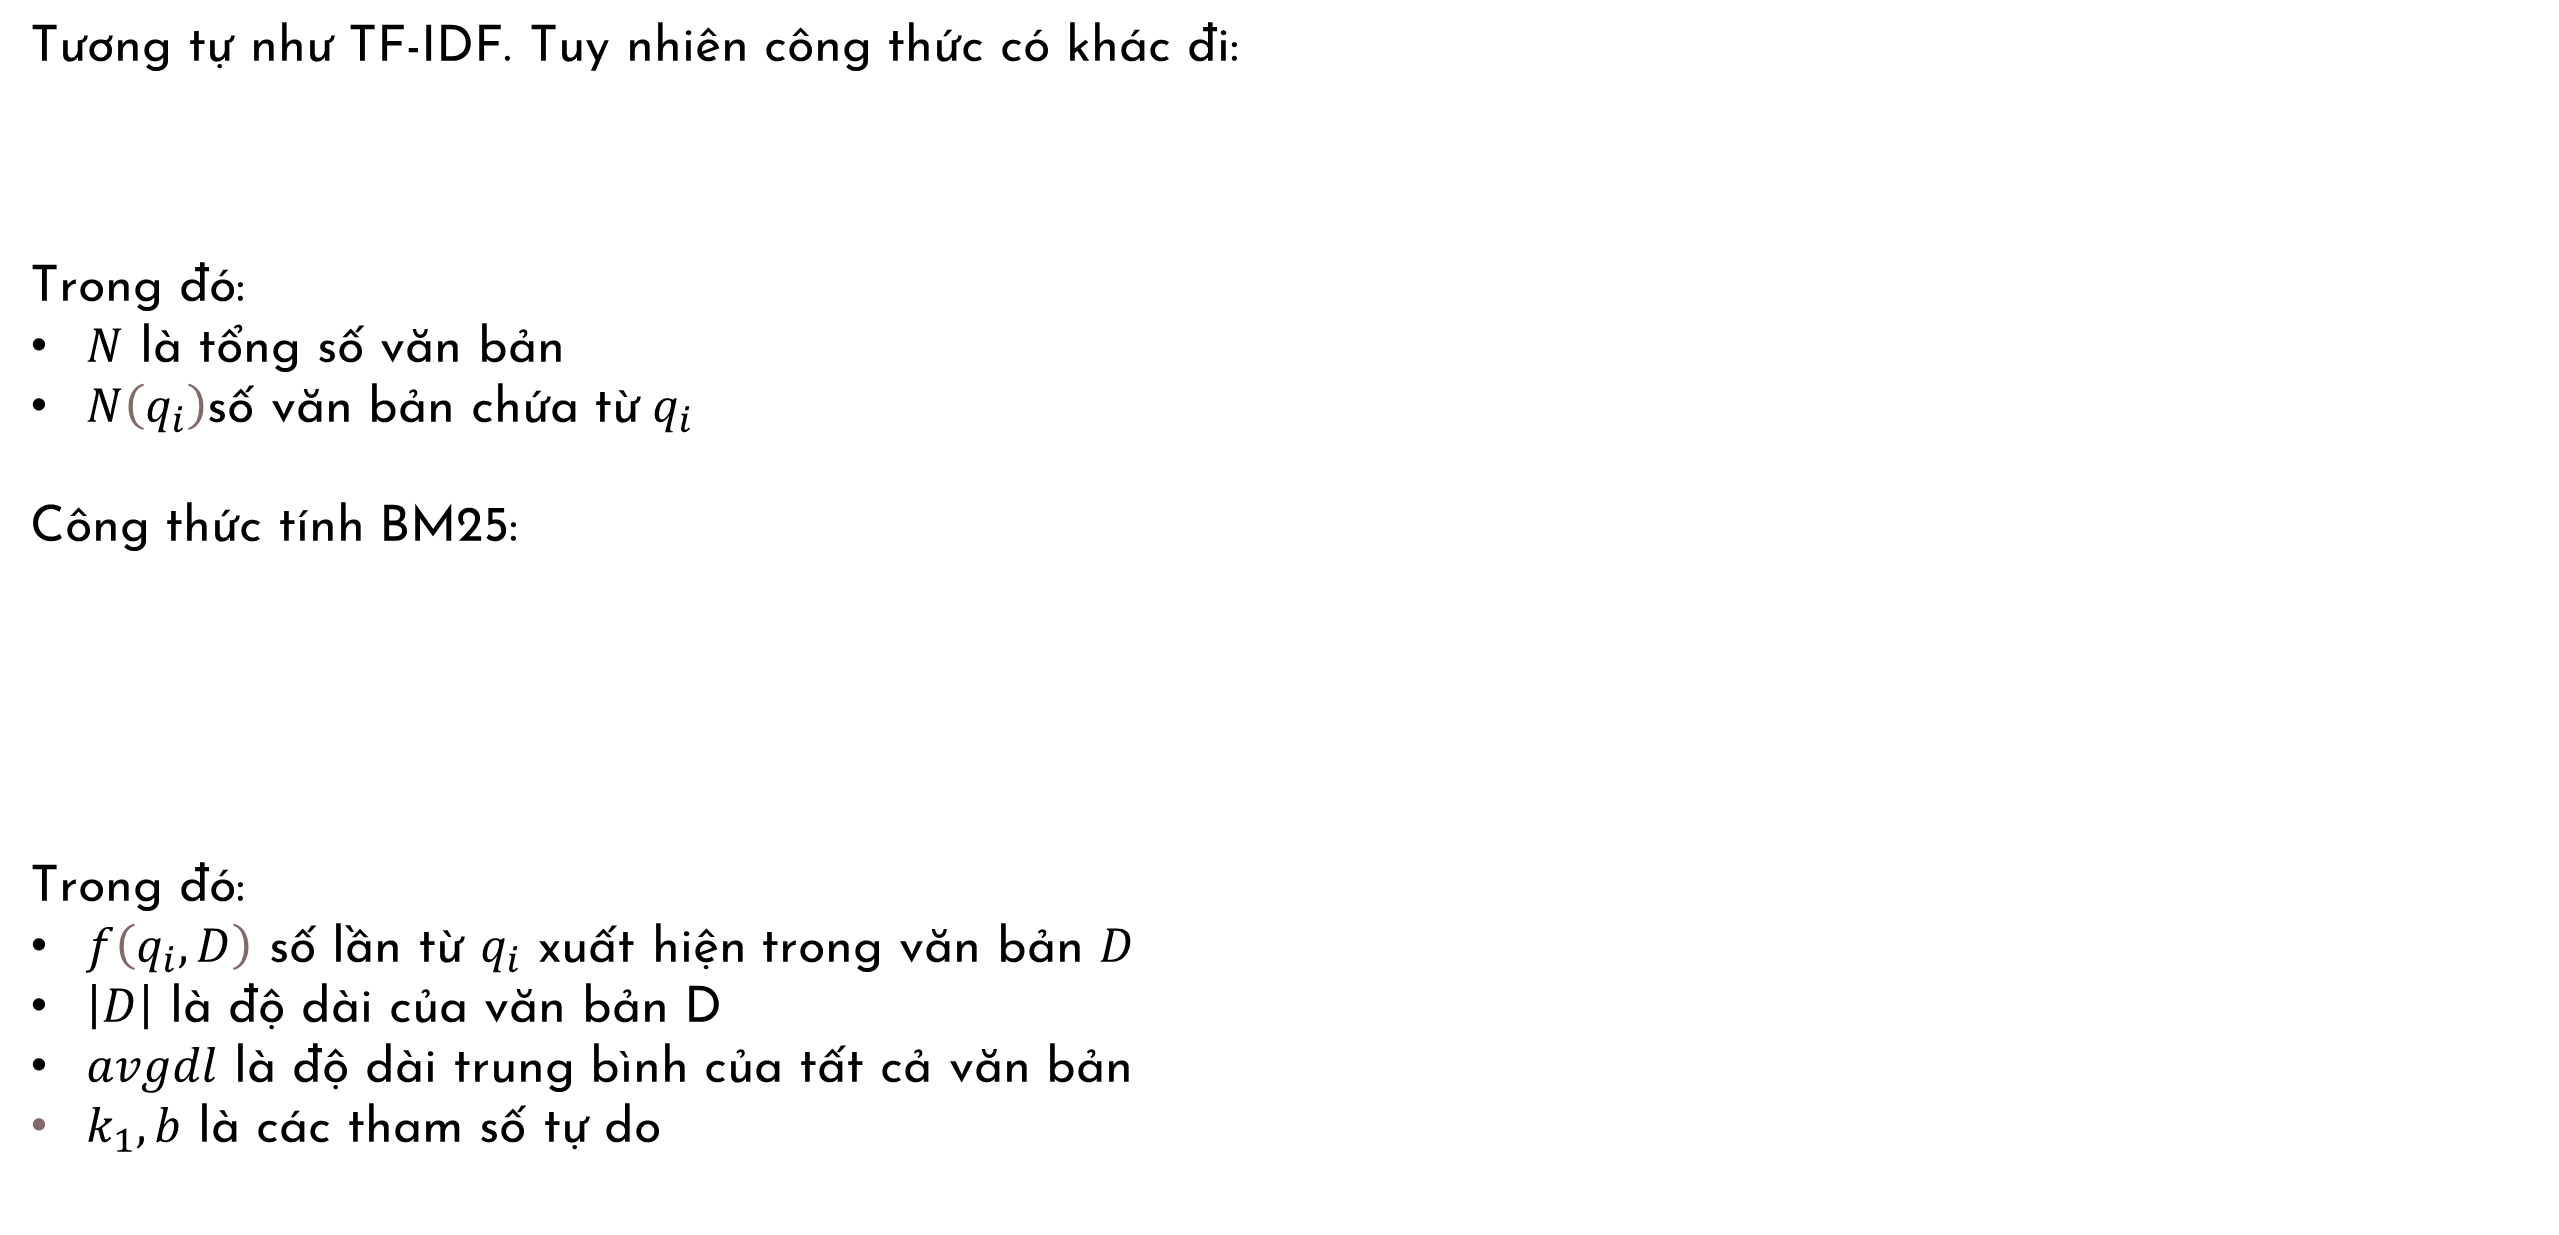 Tương tự như TF-IDF. Tuy nhiên công thức có khác đi:
Trong đó:
• N là tổng số văn bản
• N(qᵢ)số văn bản chứa từ qᵢ
Công thức tính BM25:
Trong đó:
• f(qᵢ, D) số lần từ qᵢ xuất hiện trong văn bản D
• |D| là độ dài của văn bản D
• avgdl là độ dài trung bình của tất cả văn bản
• k₁, b là các tham số tự do